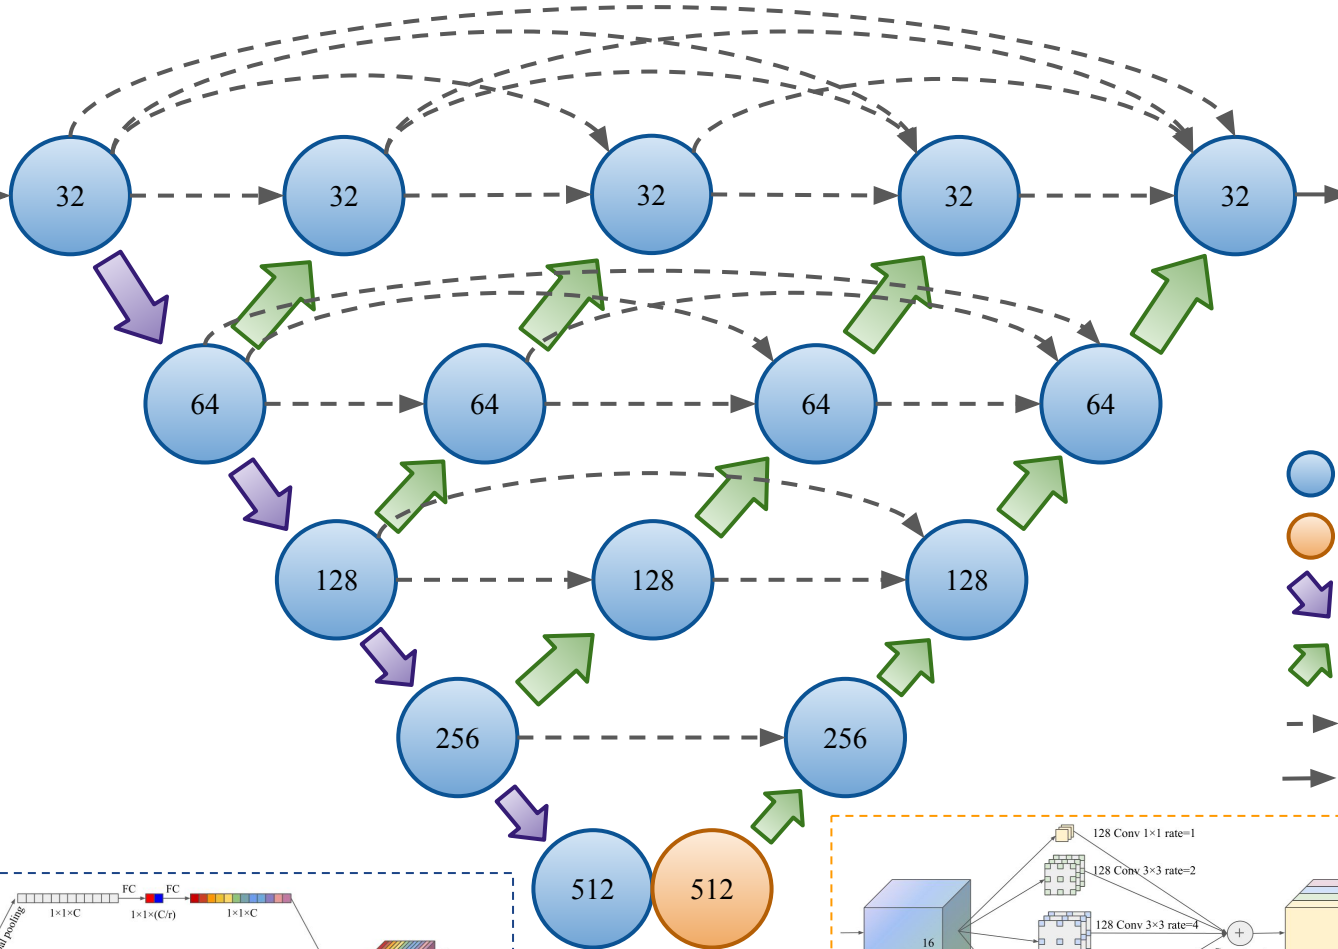 32 32 32 32 32
64 64 64 64
128 128 128
256 256
512 512
FC FC
1×1×C 1×1×(C/r) 1×1×C
pooling
128 Conv 1×1 rate=1
128 Conv 3×3 rate=2
128 Conv 3×3 rate=4
+
16